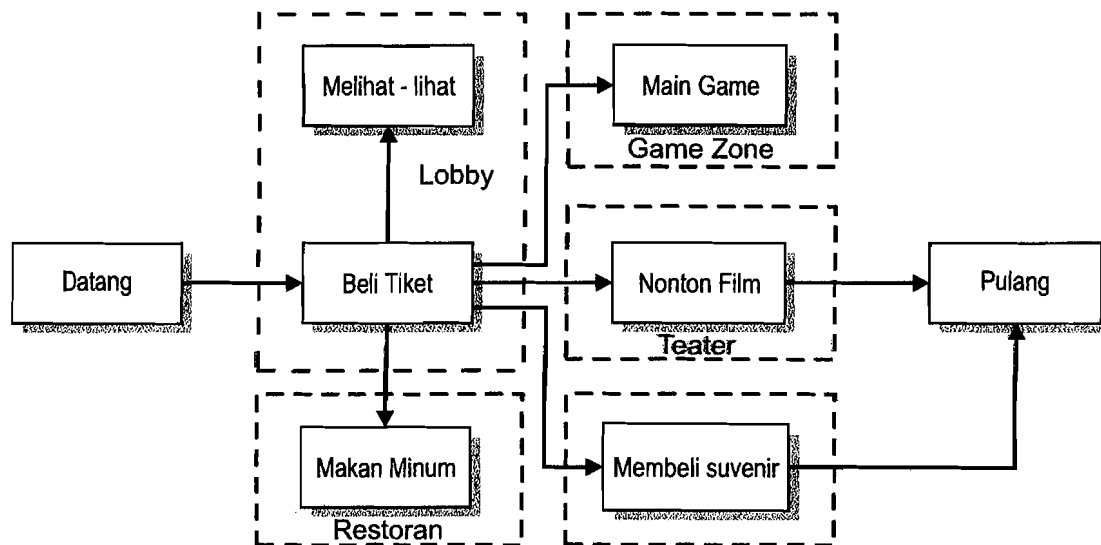 Melihat - lihat
Main Game
Game Zone
Lobby
Datang
Beli Tiket
Nonton Film
Pulang
Teater
Makan Minum
Membeli suvenir
Restoran